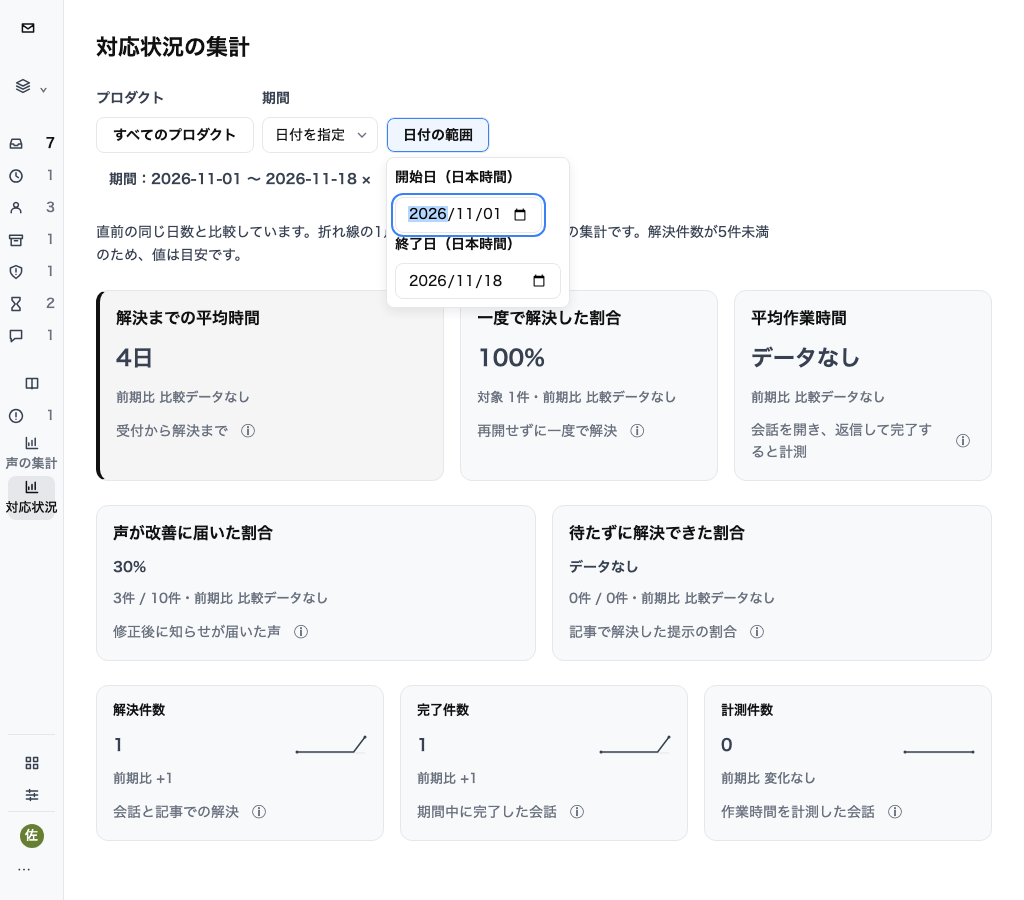 対応状況の集計
プロダクト
期間
すべてのプロダクト
日付を指定
日付の範囲
期間：2026-11-01 〜 2026-11-18 ×
開始日（日本時間）
2026/11/01
終了日（日本時間）
2026/11/18
直前の同じ日数と比較しています。折れ線の1
の集計です。解決件数が5件未満
のため、値は目安です。
7
1
3
1
1
2
1
1
声の集計
対応状況
佐
…
解決までの平均時間
4日
前期比 比較データなし
受付から解決まで
一度で解決した割合
100%
対象 1件・前期比 比較データなし
再開せずに一度で解決
平均作業時間
データなし
前期比 比較データなし
会話を開き、返信して完了す
ると計測
声が改善に届いた割合
30%
3件 / 10件・前期比 比較データなし
修正後に知らせが届いた声
待たずに解決できた割合
データなし
0件 / 0件・前期比 比較データなし
記事で解決した提示の割合
解決件数
1
前期比 +1
会話と記事での解決
完了件数
1
前期比 +1
期間中に完了した会話
計測件数
0
前期比 変化なし
作業時間を計測した会話